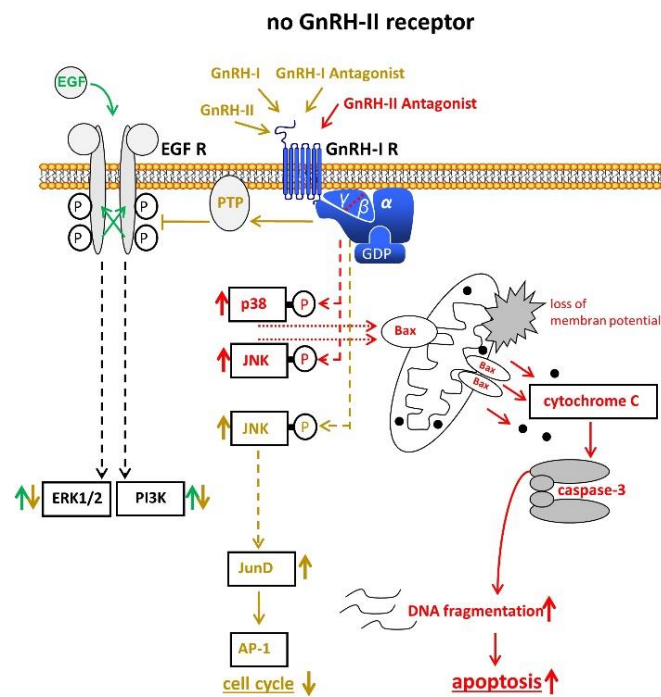 no GnRH-II receptor
GnRH-I
GnRH-I Antagonist
EGF
GnRH-II
GnRH-II Antagonist
EGF R
GnRH-I R
P
P
P
P
PTP
γ
β
α
GDP
p38
P
JNK
P
Bax
loss of
membran potential
Bax
Bax
cytochrome C
JNK
P
caspase-3
ERK1/2
PI3K
JunD
DNA fragmentation
AP-1
cell cycle
apoptosis